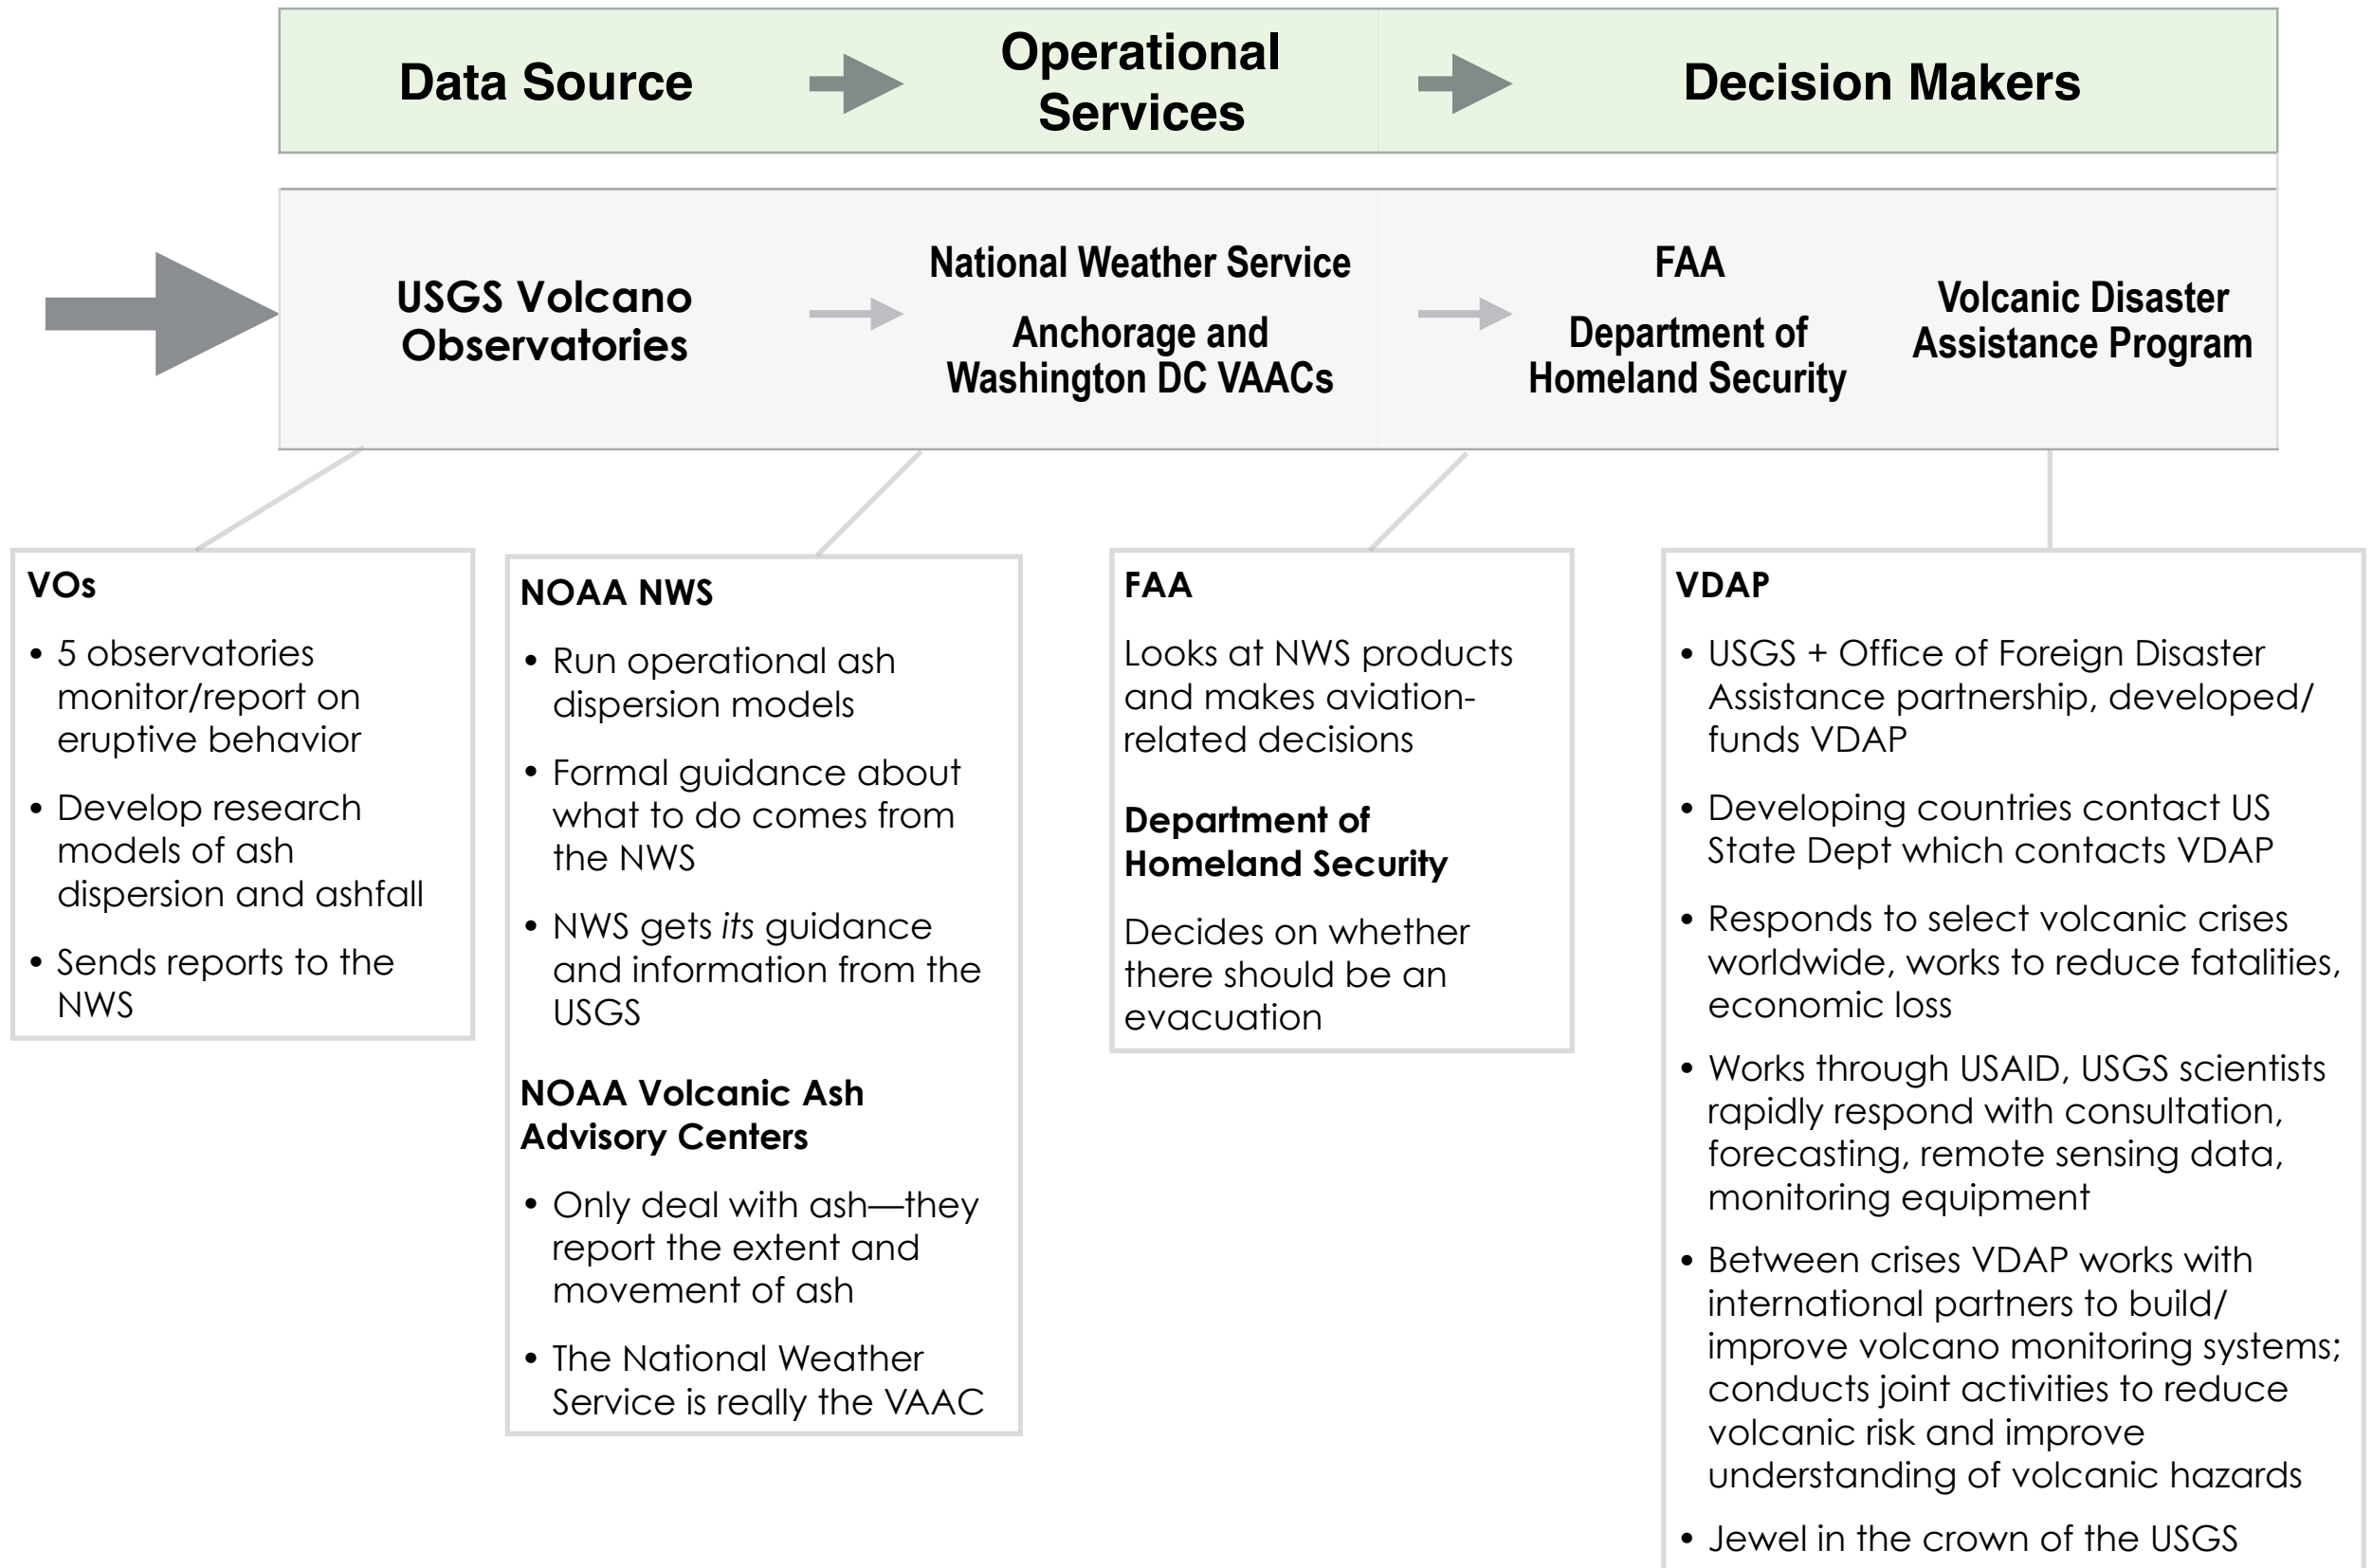 Data Source
Operational
Services
Decision Makers
USGS Volcano
Observatories
National Weather Service
Anchorage and
Washington DC VAACs
FAA
Department of
Homeland Security
Volcanic Disaster
Assistance Program
VOs
• 5 observatories
monitor/report on
eruptive behavior
• Develop research
models of ash
dispersion and ashfall
• Sends reports to the
NWS
NOAA NWS
• Run operational ash
dispersion models
• Formal guidance about
what to do comes from
the NWS
• NWS gets its guidance
and information from the
USGS
NOAA Volcanic Ash
Advisory Centers
• Only deal with ash—they
report the extent and
movement of ash
• The National Weather
Service is really the VAAC
FAA
Looks at NWS products
and makes aviation-
related decisions
Department of
Homeland Security
Decides on whether
there should be an
evacuation
VDAP
• USGS + Office of Foreign Disaster
Assistance partnership, developed/
funds VDAP
• Developing countries contact US
State Dept which contacts VDAP
• Responds to select volcanic crises
worldwide, works to reduce fatalities,
economic loss
• Works through USAID, USGS scientists
rapidly respond with consultation,
forecasting, remote sensing data,
monitoring equipment
• Between crises VDAP works with
international partners to build/
improve volcano monitoring systems;
conducts joint activities to reduce
volcanic risk and improve
understanding of volcanic hazards
• Jewel in the crown of the USGS